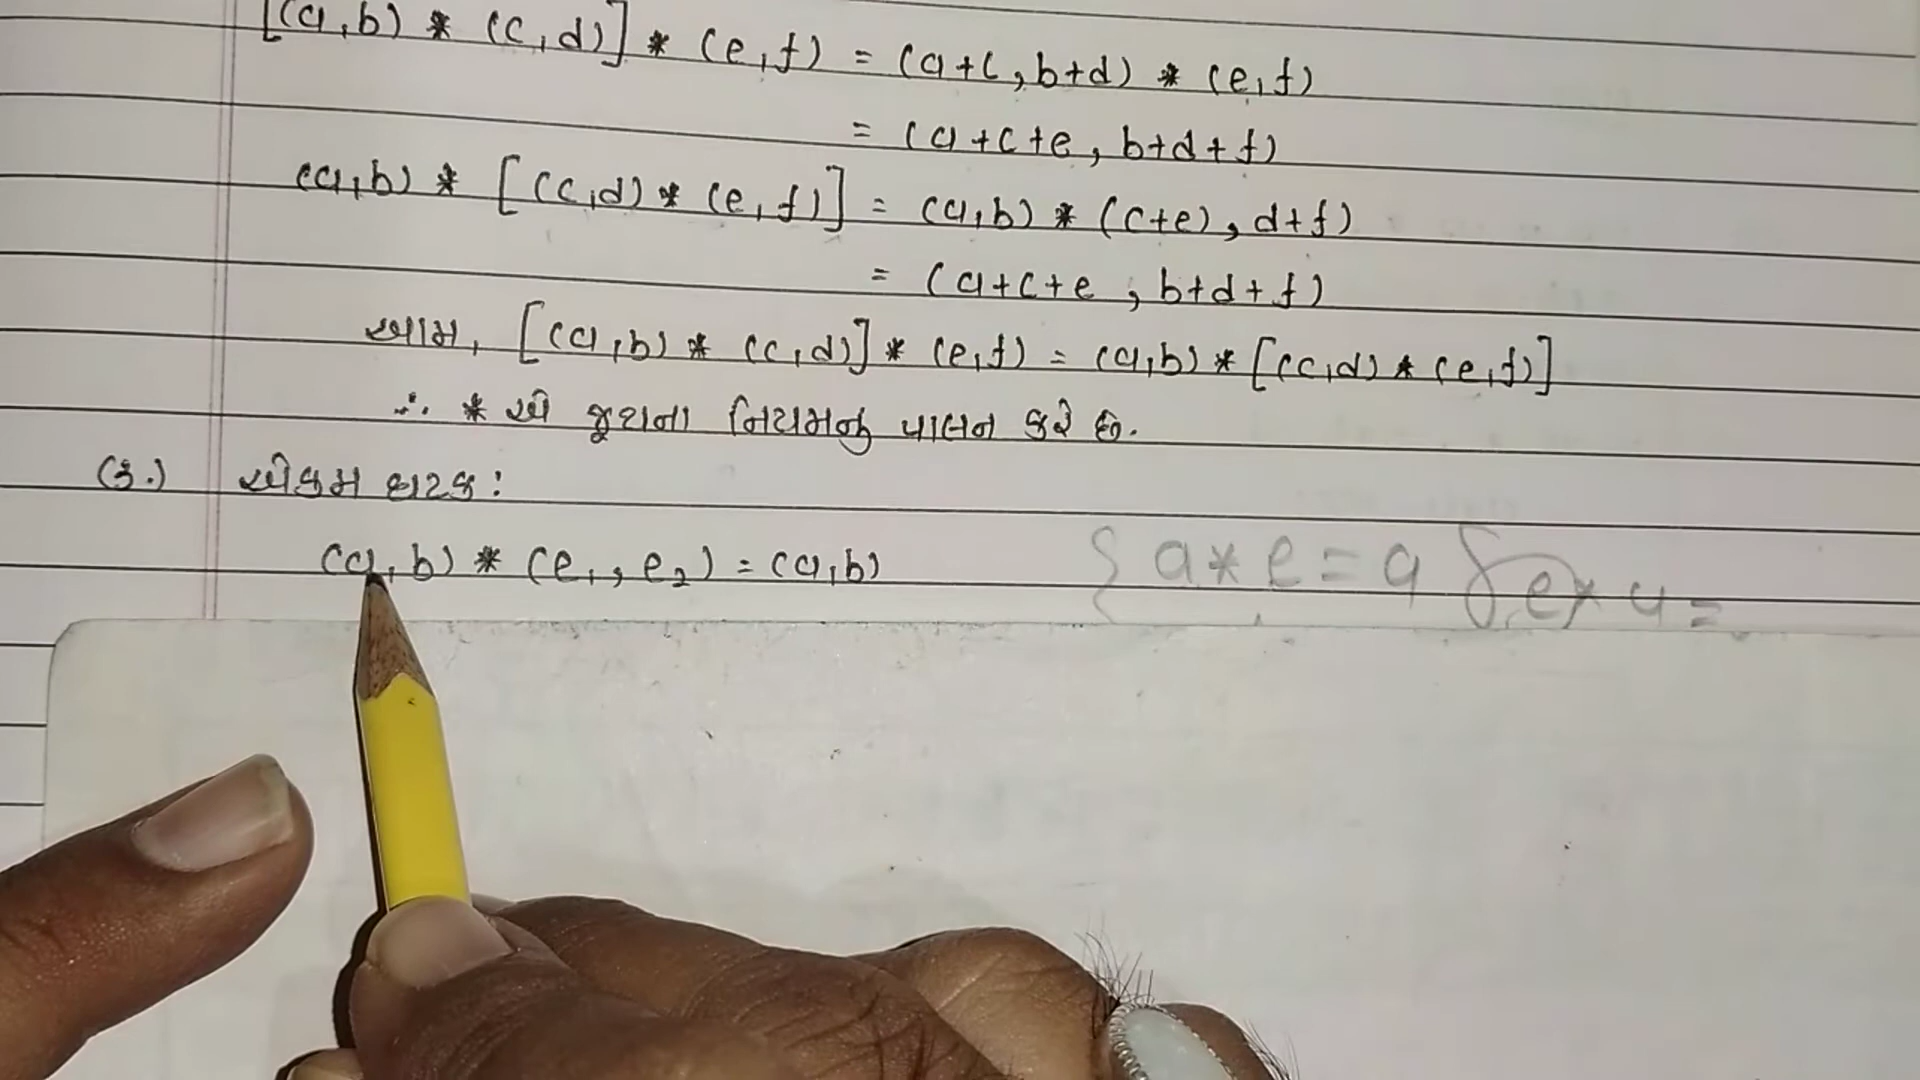 [(a,b) * (c,d)] * (e,f) = (a+c, b+d) * (e,f)
= (a+c+e, b+d+f)
(a,b) * [(c,d) * (e,f)] = (a,b) * (c+e), d+f)
= (a+c+e, b+d+f)
આમ, [(a,b) * (c,d)] * (e,f) = (a,b) * [(c,d) * (e,f)]
∴ * એ જૂથના નિયમનું પાલન કરે છે.
(3.) એકમ ઘટક:
(a,b) * (e₁, e₂) = (a,b) { a * e = a } e * a =